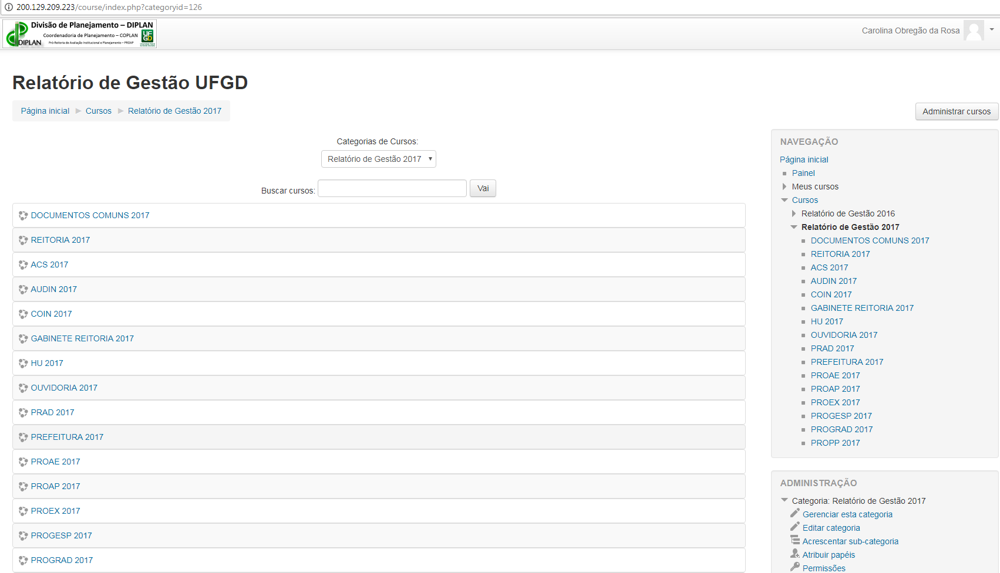 200.129.209.223/course/index.php?categoryid=126
Divisão de Planejamento – DIPLAN
Coordenadoria de Planejamento – COPLAN
Pró-Reitoria de Avaliação Institucional e Planejamento – PROAP
DIPLAN
UFGD
Carolina Obregão da Rosa
Relatório de Gestão UFGD
Página inicial
Cursos
Relatório de Gestão 2017
Administrar cursos
Categorias de Cursos:
Relatório de Gestão 2017
Buscar cursos:
Vai
DOCUMENTOS COMUNS 2017
REITORIA 2017
ACS 2017
AUDIN 2017
COIN 2017
GABINETE REITORIA 2017
HU 2017
OUVIDORIA 2017
PRAD 2017
PREFEITURA 2017
PROAE 2017
PROAP 2017
PROEX 2017
PROGESP 2017
PROGRAD 2017
NAVEGAÇÃO
Página inicial
Painel
Meus cursos
Cursos
Relatório de Gestão 2016
Relatório de Gestão 2017
DOCUMENTOS COMUNS 2017
REITORIA 2017
ACS 2017
AUDIN 2017
COIN 2017
GABINETE REITORIA 2017
HU 2017
OUVIDORIA 2017
PRAD 2017
PREFEITURA 2017
PROAE 2017
PROAP 2017
PROEX 2017
PROGESP 2017
PROGRAD 2017
PROPP 2017
ADMINISTRAÇÃO
Categoria: Relatório de Gestão 2017
Gerenciar esta categoria
Editar categoria
Acrescentar sub-categoria
Atribuir papéis
Permissões